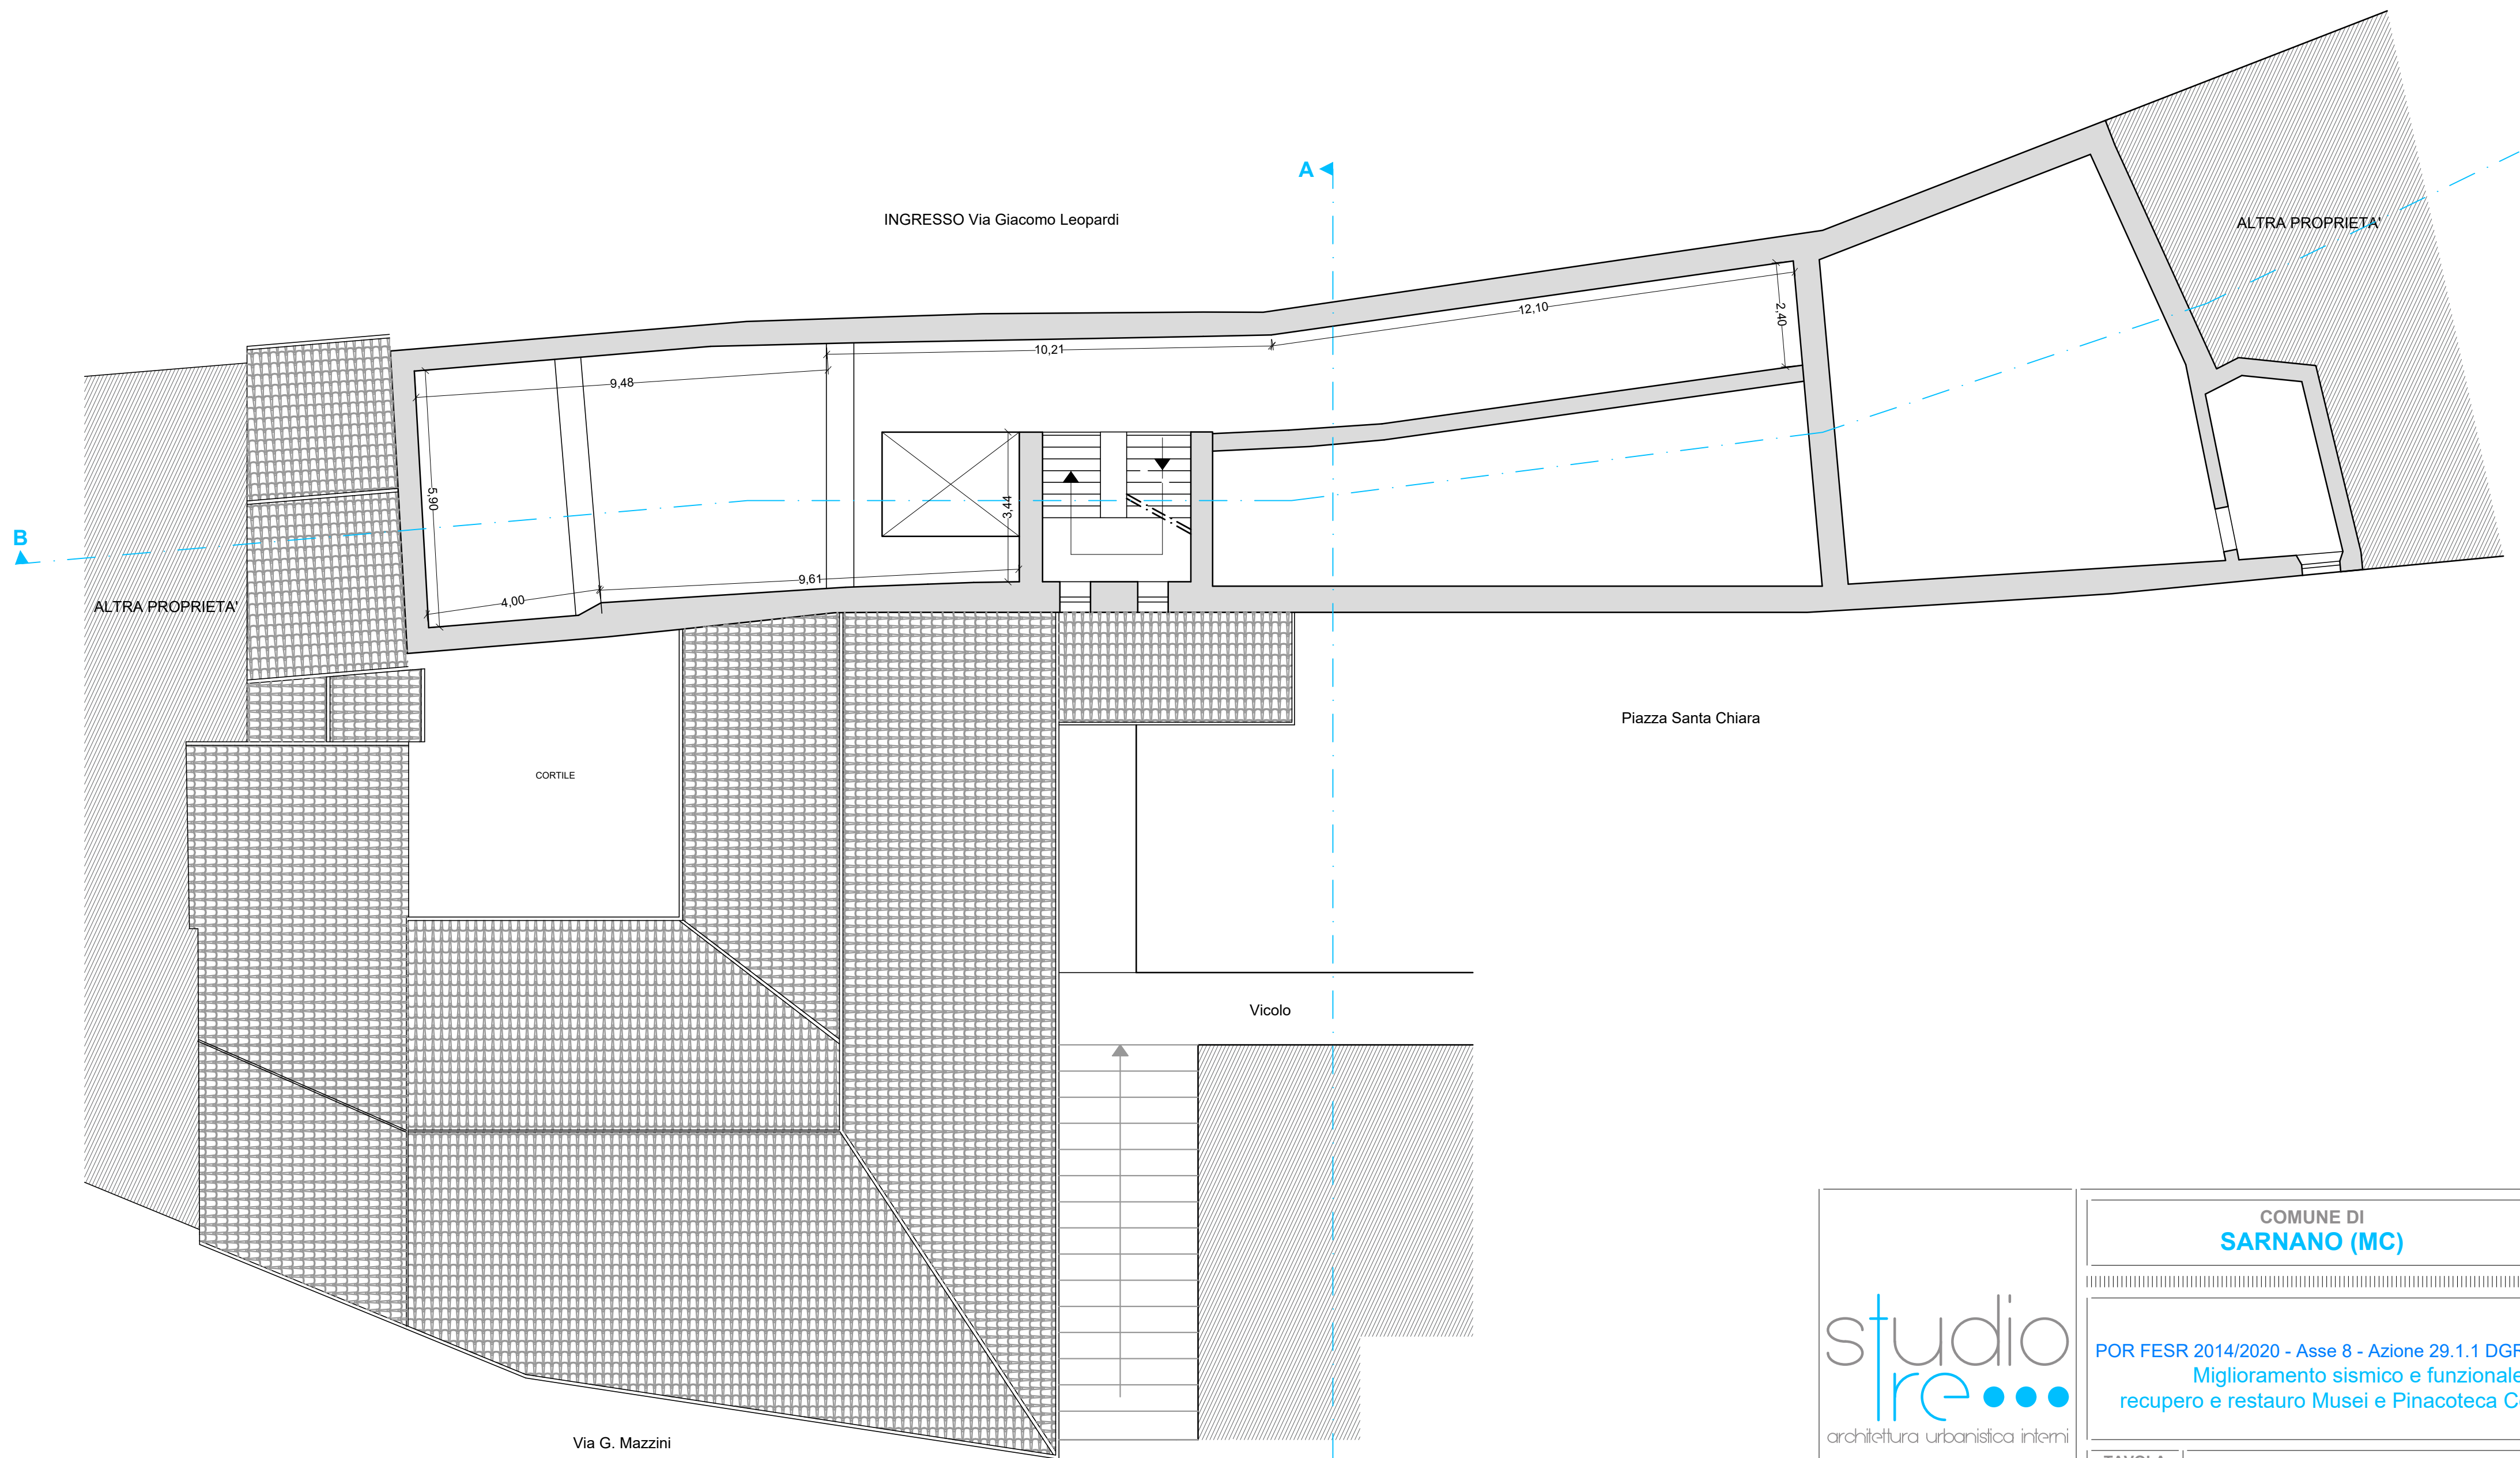 A
INGRESSO Via Giacomo Leopardi
ALTRA PROPRIETA'
12,10
2,40
10,21
9,48
5,90
3,44
B
9,61
4,00
ALTRA PROPRIETA'
Piazza Santa Chiara
CORTILE
Vicolo
Via G. Mazzini
studio
tre
architettura urbanistica interni
COMUNE DI
SARNANO (MC)
POR FESR 2014/2020 - Asse 8 - Azione 29.1.1 DGR
Miglioramento sismico e funzionale
recupero e restauro Musei e Pinacoteca C
TAVOLA